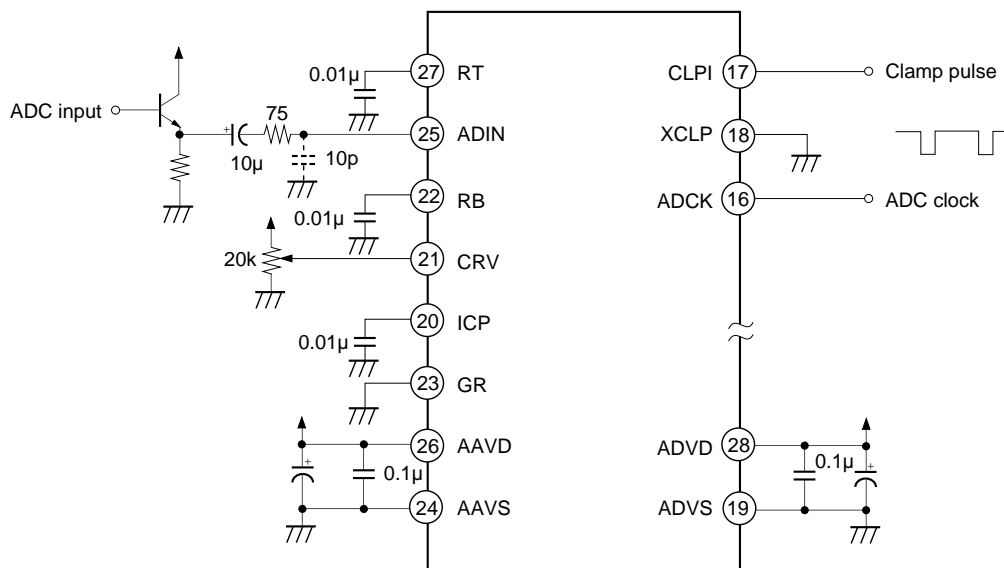 0.01µ
27 RT
CLPI 17
Clamp pulse
ADC input
75
10µ
10p
25 ADIN
XCLP 18
0.01µ
22 RB
ADCK 16
ADC clock
20k
21 CRV
0.01µ
20 ICP
23 GR
+
0.1µ
26 AAVD
24 AAVS
ADVD 28
ADVS 19
0.1µ
+
+